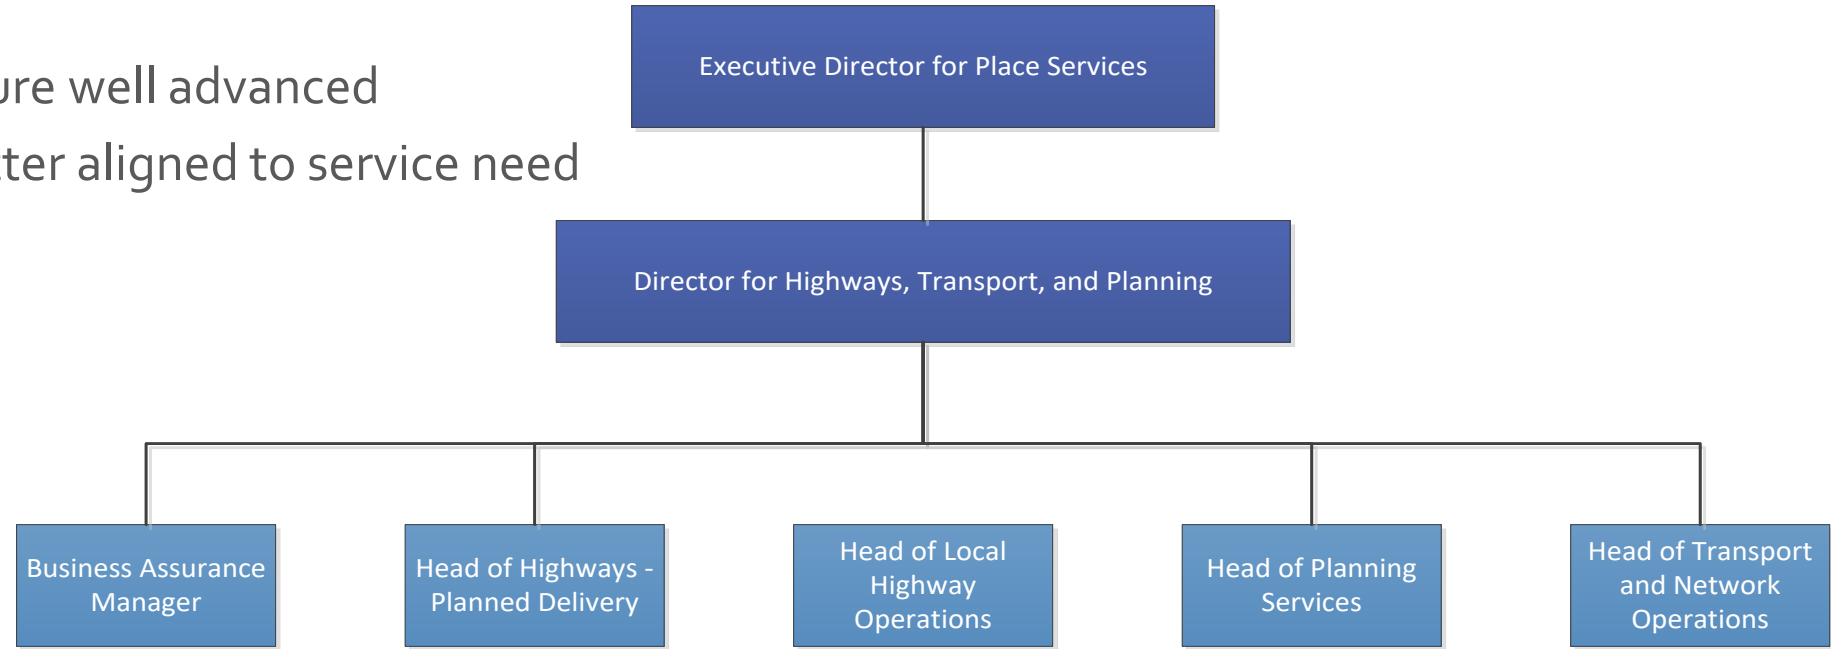 ure well advanced
tter aligned to service need
Executive Director for Place Services
Director for Highways, Transport, and Planning
Business Assurance
Manager
Head of Highways -
Planned Delivery
Head of Local
Highway
Operations
Head of Planning
Services
Head of Transport
and Network
Operations